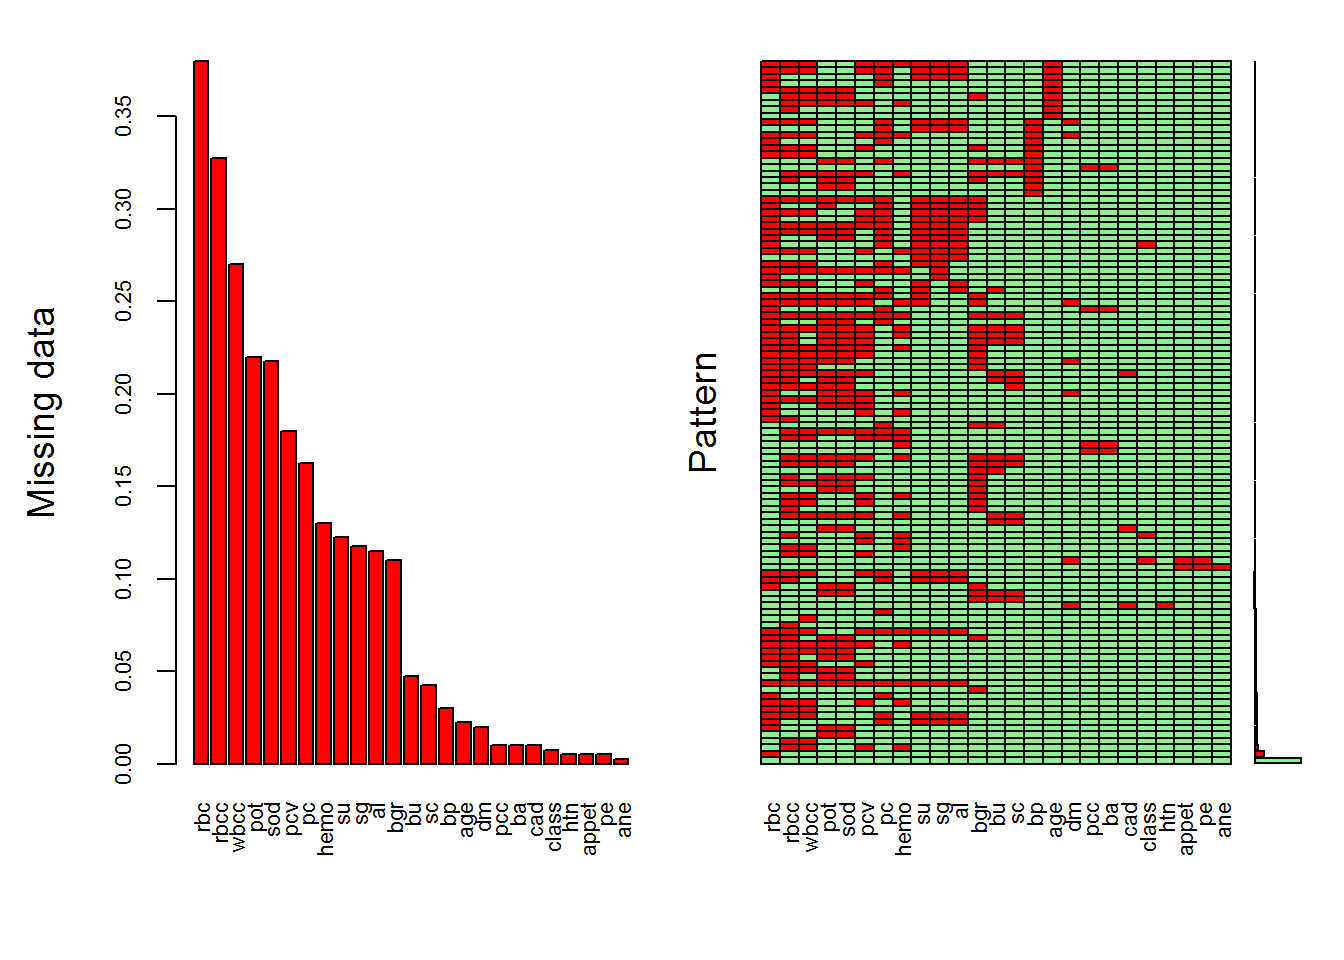 Missing data
0.35
0.30
0.25
0.20
0.15
0.10
0.05
0.00
rbc rbcc wbcc pot sod pcv pc hemo su sg al bgr bu sc bp age dm pcc ba cad class htn appet pe ane
Pattern
rbc rbcc wbcc pot sod pcv pc hemo su sg al bgr bu sc bp age dm pcc ba cad class htn appet pe ane